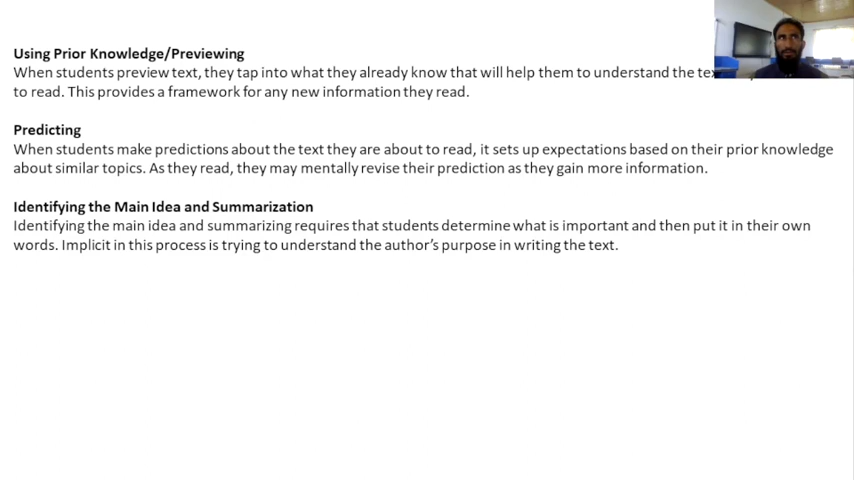 Using Prior Knowledge/Previewing
When students preview text, they tap into what they already know that will help them to understand the
to read. This provides a framework for any new information they read.
Predicting
When students make predictions about the text they are about to read, it sets up expectations based on their prior knowledge
about similar topics. As they read, they may mentally revise their prediction as they gain more information.
Identifying the Main Idea and Summarization
Identifying the main idea and summarizing requires that students determine what is important and then put it in their own
words. Implicit in this process is trying to understand the author’s purpose in writing the text.